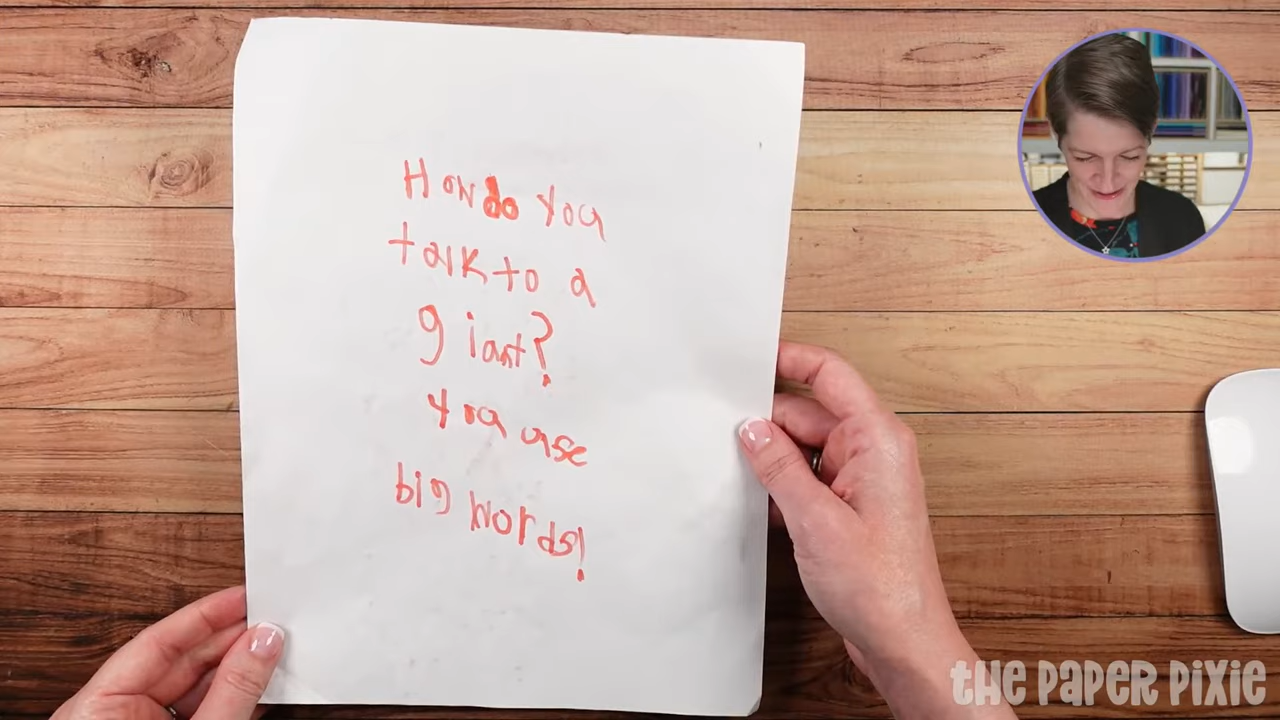 How do you
talk to a
giant?
you use
big words!
the PAPER PIXIE